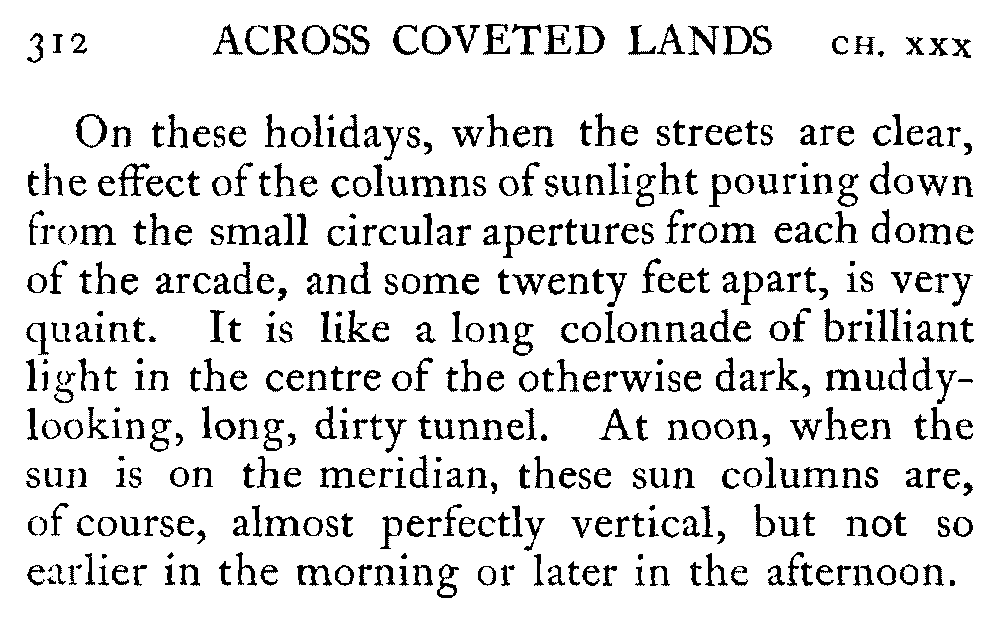 312 ACROSS COVETED LANDS CH. XXX
On these holidays, when the streets are clear,
the effect of the columns of sunlight pouring down
from the small circular apertures from each dome
of the arcade, and some twenty feet apart, is very
quaint. It is like a long colonnade of brilliant
light in the centre of the otherwise dark, muddy-
looking, long, dirty tunnel. At noon, when the
sun is on the meridian, these sun columns are,
of course, almost perfectly vertical, but not so
earlier in the morning or later in the afternoon.